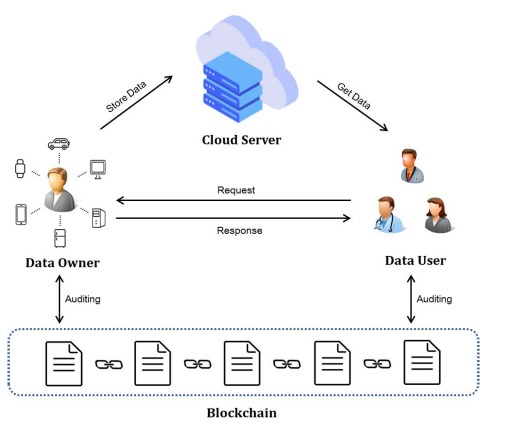 Store Data
Get Data
Cloud Server
Request
Response
Data Owner
Data User
Auditing
Auditing
Blockchain